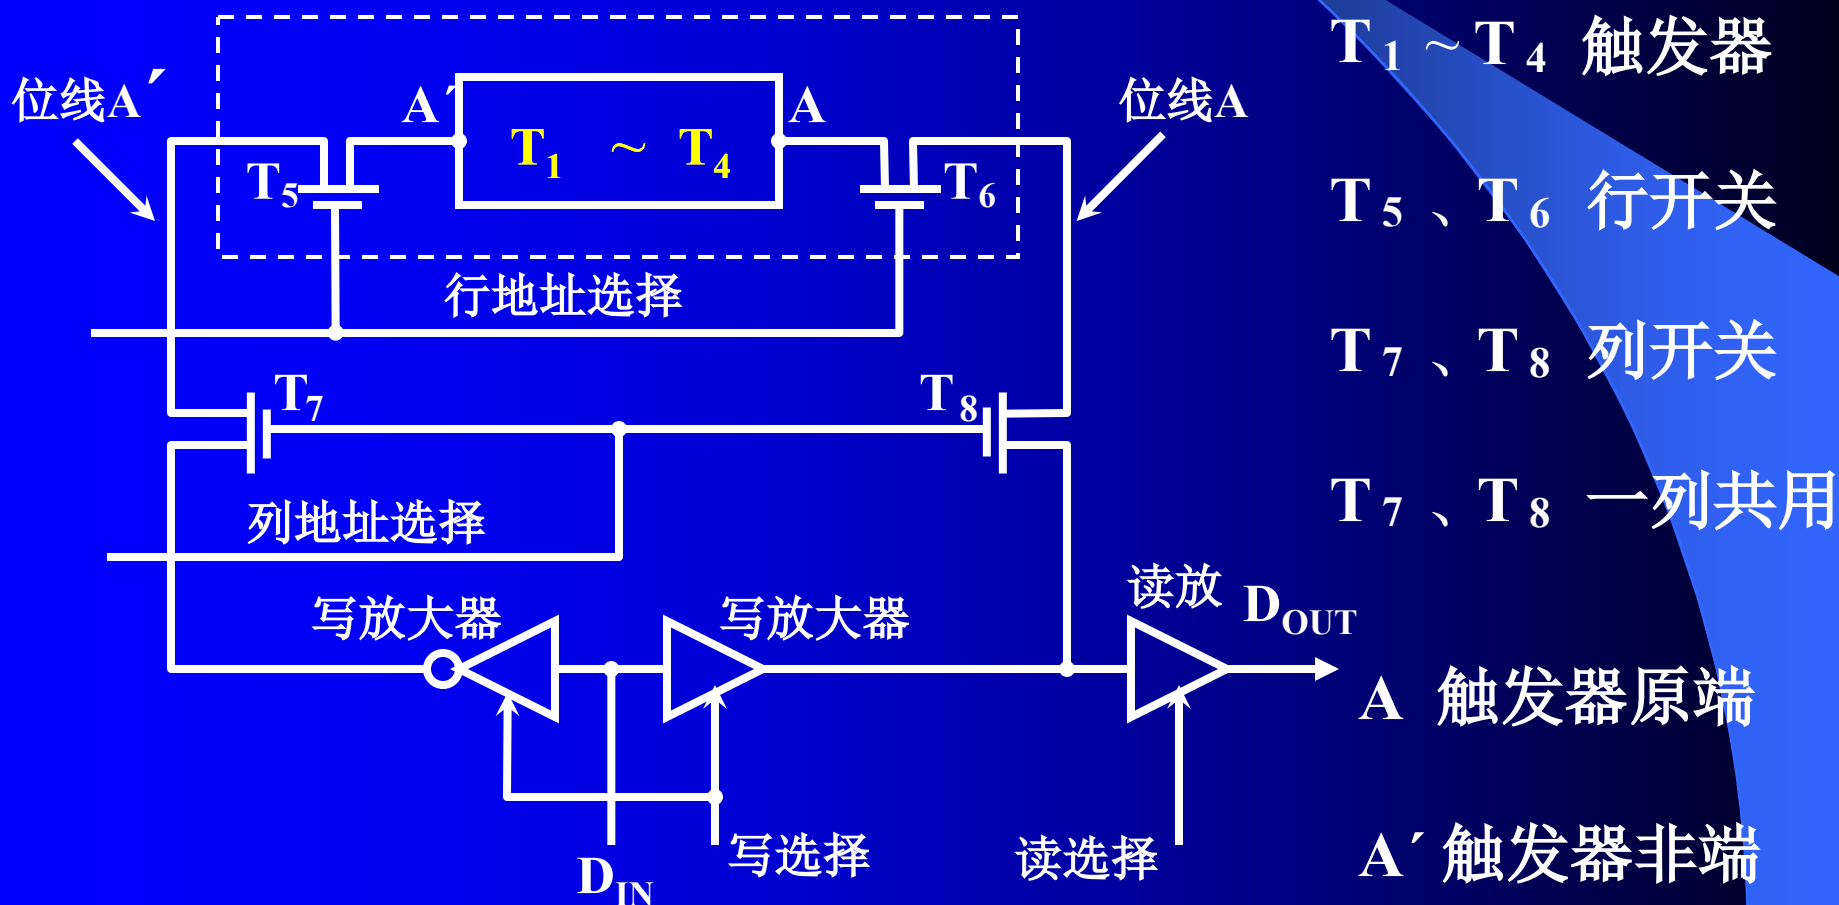 T1 ~ T4 触发器
位线A′
A′
A
位线A
T1 ~ T4
T5
T6
T5 、T6 行开关
行地址选择
T7 、T8 列开关
T7
T8
列地址选择
T7 、T8 一列共用
写放大器
写放大器
读放
DOUT
A 触发器原端
DIN
写选择
读选择
A′ 触发器非端